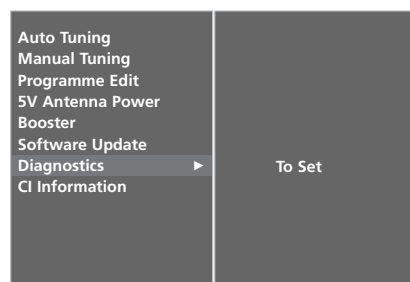 Auto Tuning
Manual Tuning
Programme Edit
5V Antenna Power
Booster
Software Update
Diagnostics ►
To Set
CI Information